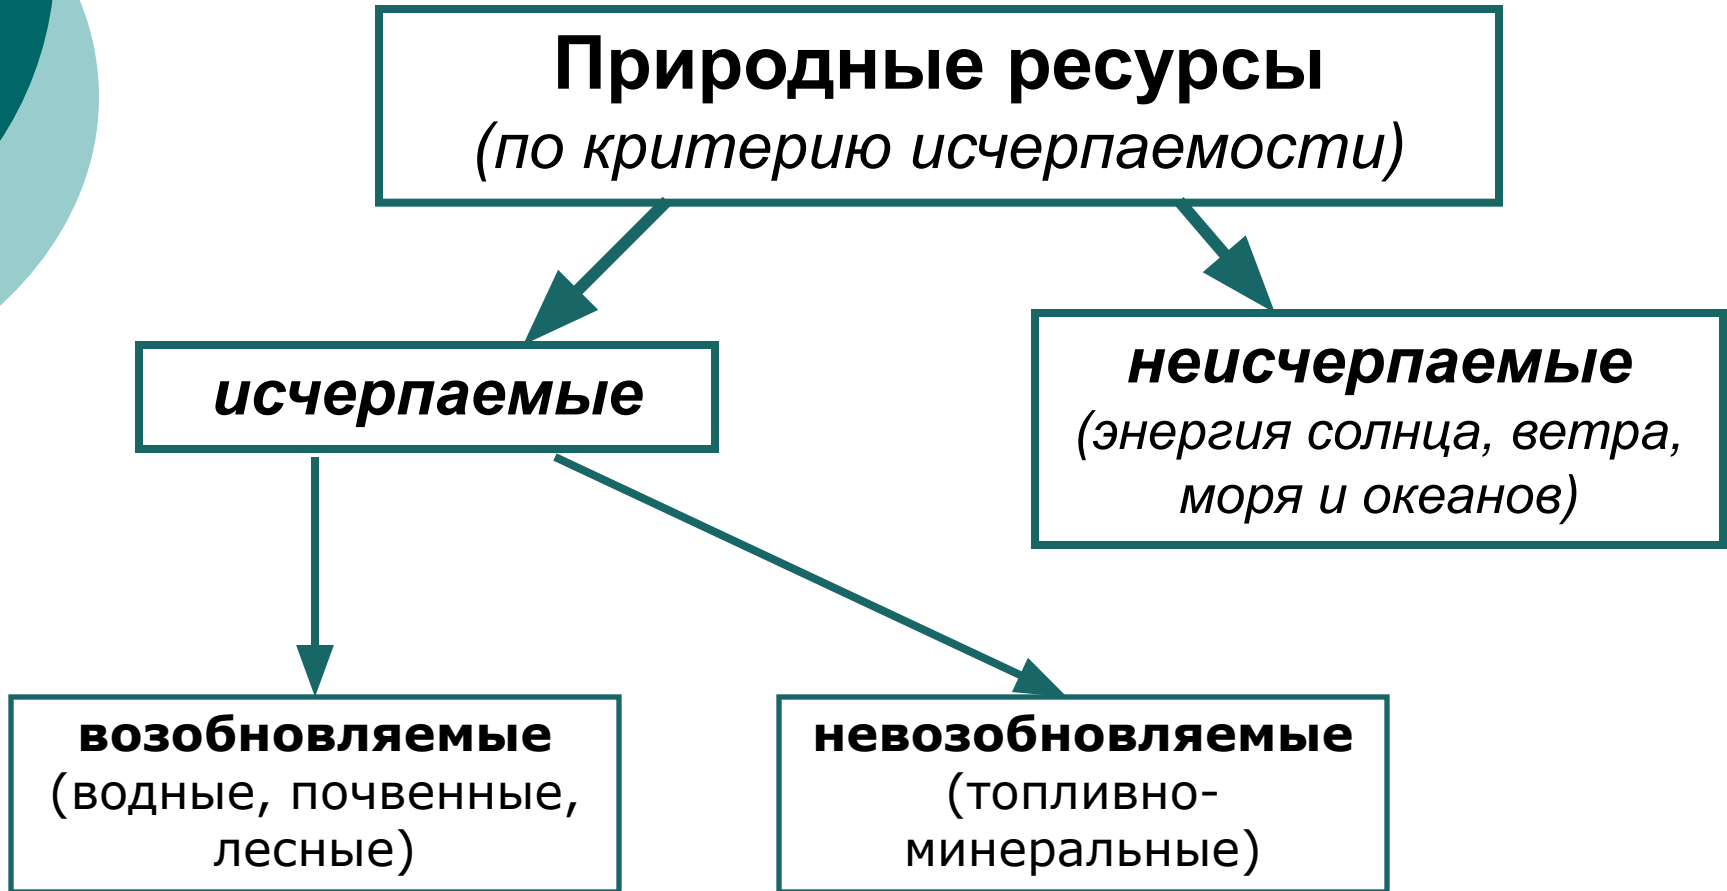 Природные ресурсы
(по критерию исчерпаемости)
исчерпаемые
неисчерпаемые
(энергия солнца, ветра,
моря и океанов)
возобновляемые
(водные, почвенные,
лесные)
невозобновляемые
(топливно-
минеральные)